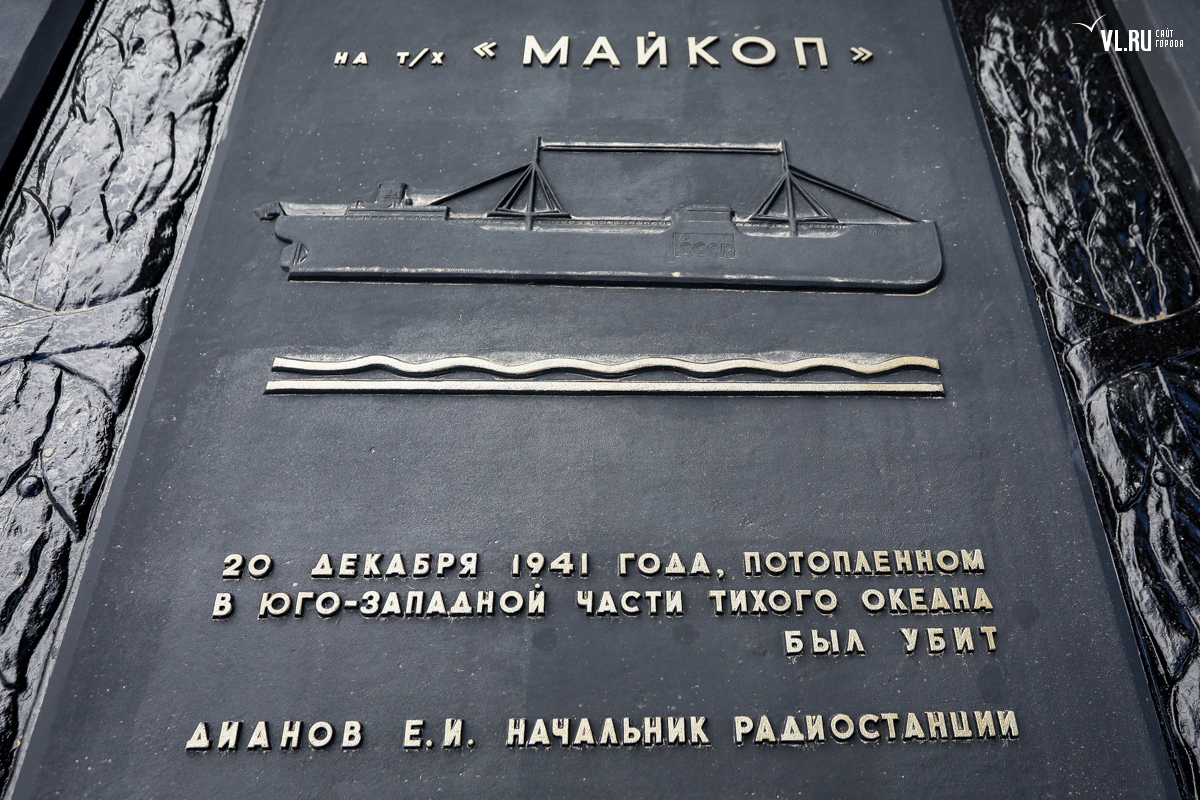 VL.RU САЙТ ГОРОДА
НА Т/Х « МАЙКОП »
СССР
20 ДЕКАБРЯ 1941 ГОДА, ПОТОПЛЕННОМ
В ЮГО-ЗАПАДНОЙ ЧАСТИ ТИХОГО ОКЕАНА
БЫЛ УБИТ
ДИАНОВ Е.И. НАЧАЛЬНИК РАДИОСТАНЦИИ